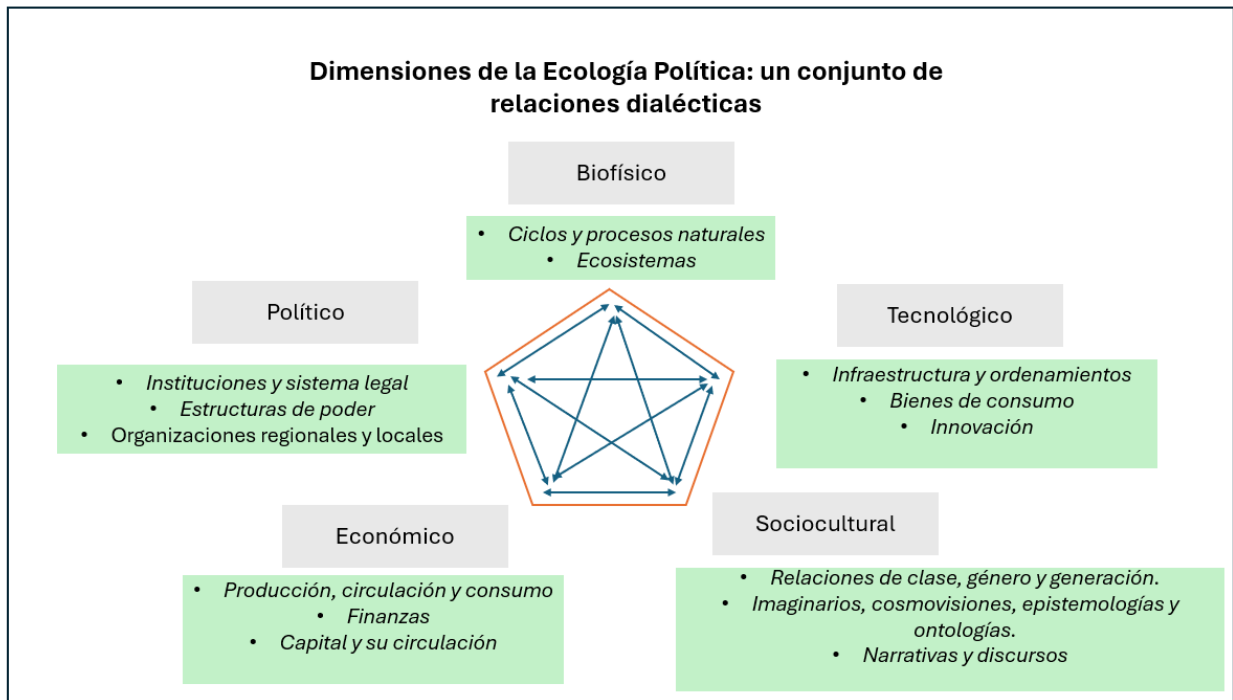 Dimensiones de la Ecología Política: un conjunto de
relaciones dialécticas
Biofísico
• Ciclos y procesos naturales
• Ecosistemas
Político
• Instituciones y sistema legal
• Estructuras de poder
• Organizaciones regionales y locales
Tecnológico
• Infraestructura y ordenamientos
• Bienes de consumo
• Innovación
Económico
• Producción, circulación y consumo
• Finanzas
• Capital y su circulación
Sociocultural
• Relaciones de clase, género y generación.
• Imaginarios, cosmovisiones, epistemologías y
ontologías.
• Narrativas y discursos